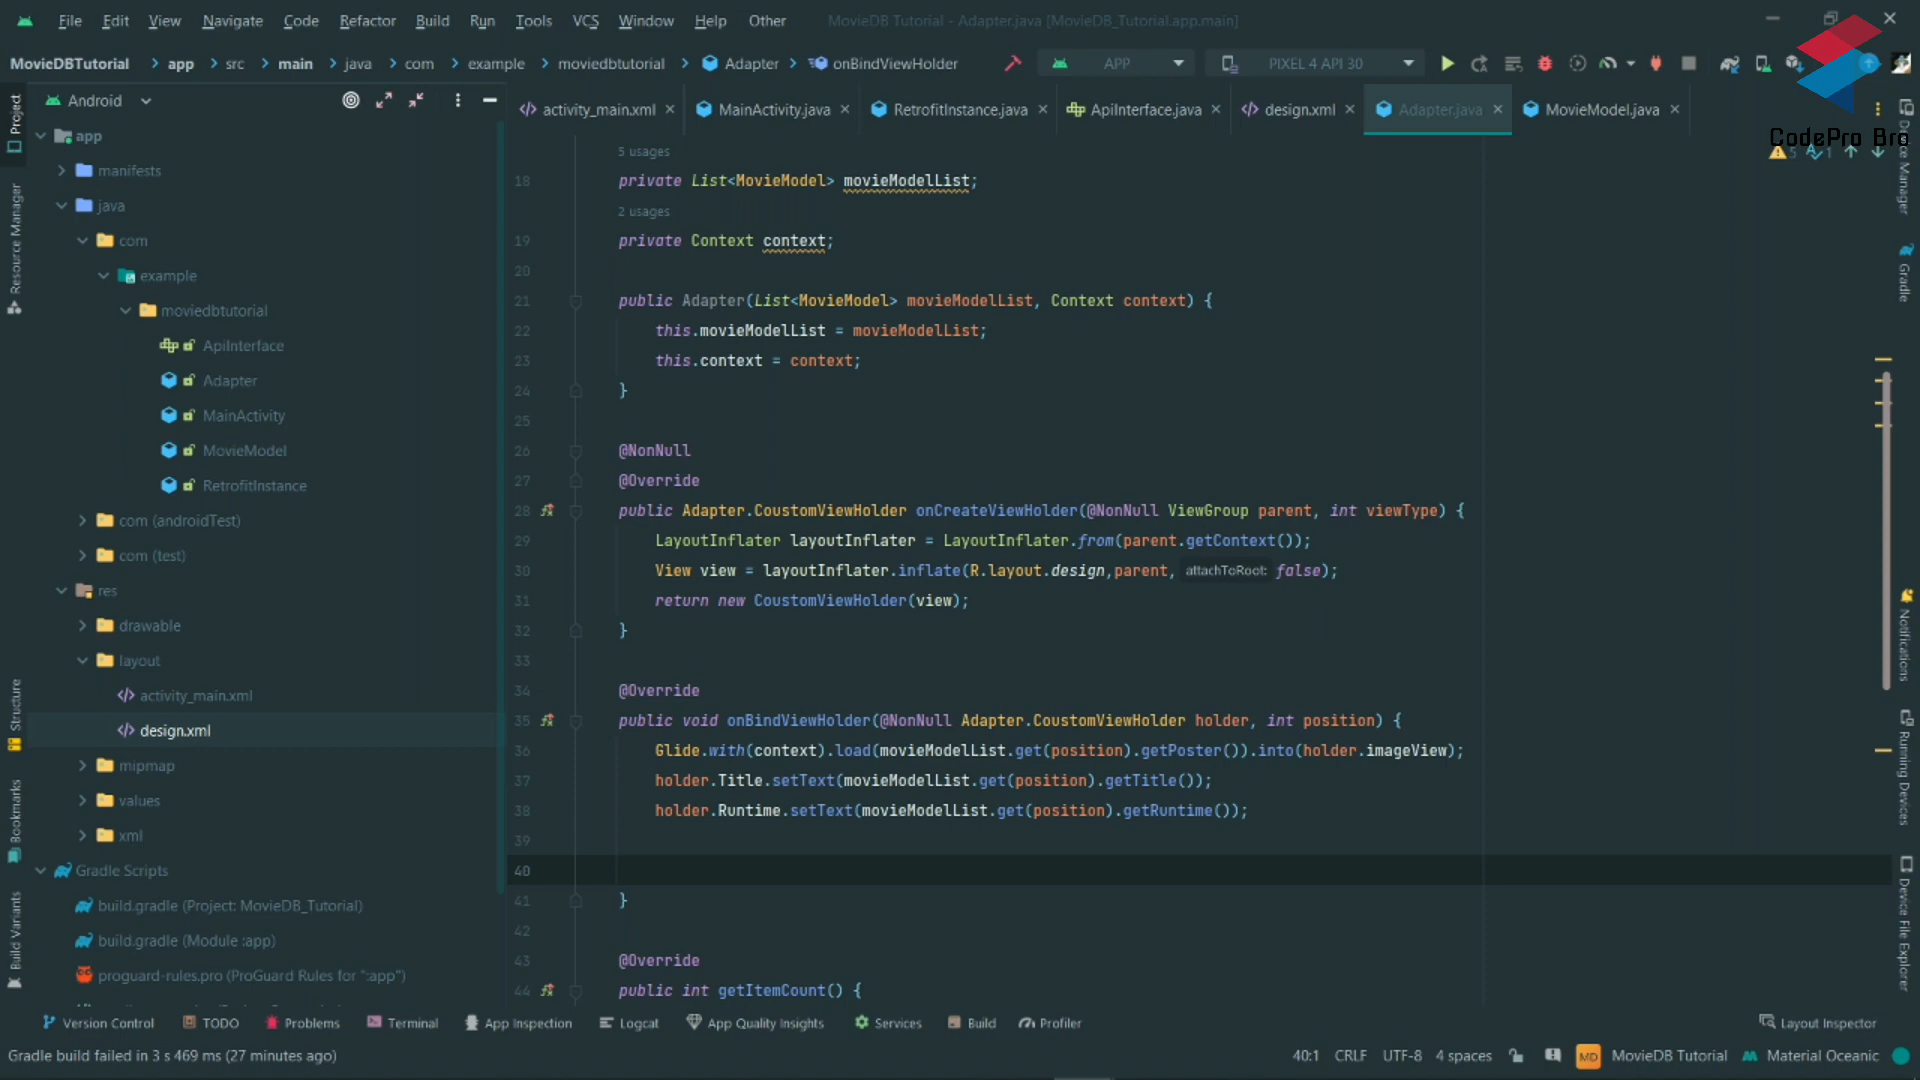 File Edit View Navigate Code Refactor Build Run Tools VCS Window Help Other MovieDB Tutorial - Adapter.java [MovieDB_Tutorial.app.main]
MovieDBTutorial app src main java com example moviedbtutorial Adapter onBindViewHolder APP PIXEL 4 API 30
CodePro Bro
Project
Resource Manager
Structure
Bookmarks
Build Variants
Android
app
manifests
java
com
example
moviedbtutorial
ApiInterface
Adapter
MainActivity
MovieModel
RetrofitInstance
com (androidTest)
com (test)
res
drawable
layout
activity_main.xml
design.xml
mipmap
values
xml
Gradle Scripts
build.gradle (Project: MovieDB_Tutorial)
build.gradle (Module :app)
proguard-rules.pro (ProGuard Rules for ":app")
activity_main.xml MainActivity.java RetrofitInstance.java ApiInterface.java design.xml Adapter.java MovieModel.java
5 1
5 usages
18 private List<MovieModel> movieModelList;
2 usages
19 private Context context;
20
21 public Adapter(List<MovieModel> movieModelList, Context context) {
22 this.movieModelList = movieModelList;
23 this.context = context;
24 }
25
26 @NonNull
27 @Override
28 public Adapter.CoustomViewHolder onCreateViewHolder(@NonNull ViewGroup parent, int viewType) {
29 LayoutInflater layoutInflater = LayoutInflater.from(parent.getContext());
30 View view = layoutInflater.inflate(R.layout.design,parent, attachToRoot: false);
31 return new CoustomViewHolder(view);
32 }
33
34 @Override
35 public void onBindViewHolder(@NonNull Adapter.CoustomViewHolder holder, int position) {
36 Glide.with(context).load(movieModelList.get(position).getPoster()).into(holder.imageView);
37 holder.Title.setText(movieModelList.get(position).getTitle());
38 holder.Runtime.setText(movieModelList.get(position).getRuntime());
39
40
41 }
42
43 @Override
44 public int getItemCount() {
Device Manager
Gradle
Notifications
Running Devices
Device File Explorer
Version Control TODO Problems Terminal App Inspection Logcat App Quality Insights Services Build Profiler Layout Inspector
Gradle build failed in 3 s 469 ms (27 minutes ago) 40:1 CRLF UTF-8 4 spaces MD MovieDB Tutorial Material Oceanic